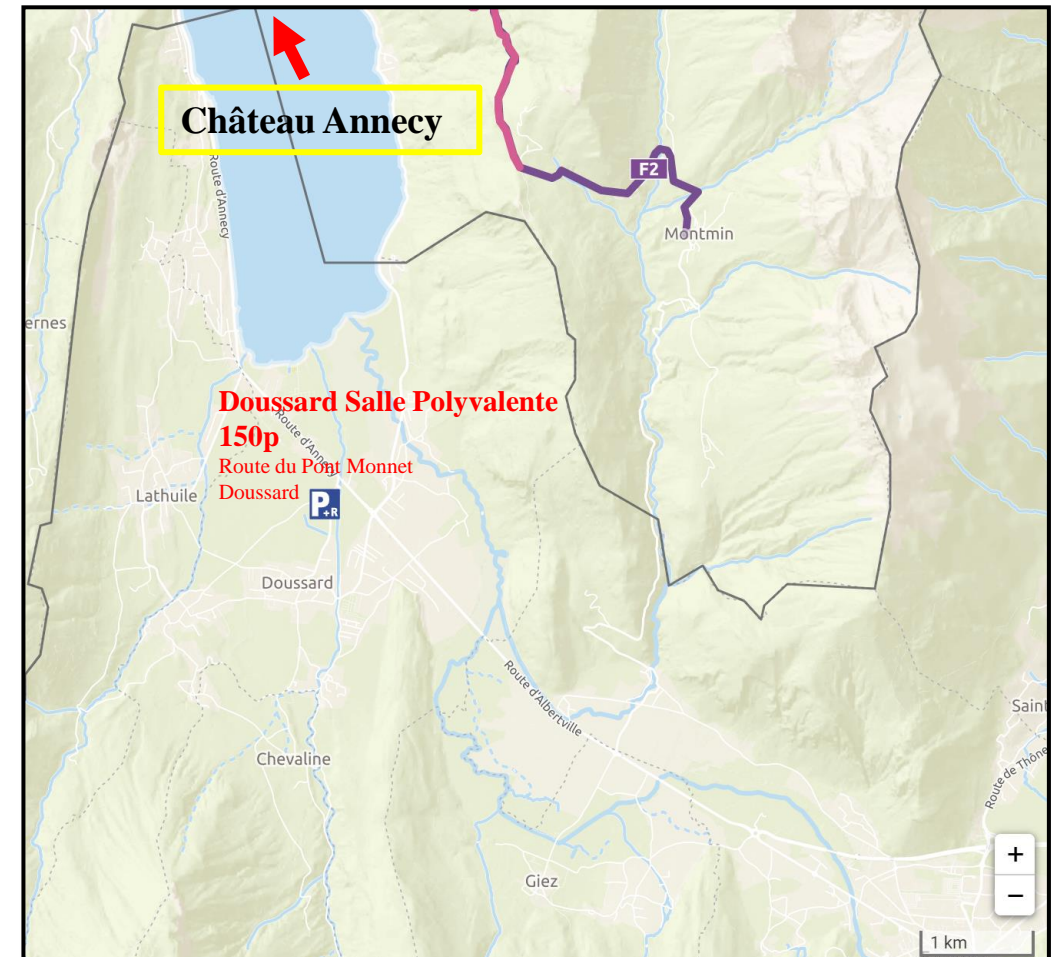 Château Annecy
Route d'Annecy
F2
Montmin
ernes
Doussard Salle Polyvalente
150p
Route d'Annecy
Route du Pont Monnet
Doussard
P+R
Lathuile
Doussard
Route d'Albertville
Saint
Chevaline
Route de Thône
Giez
+
−
1 km